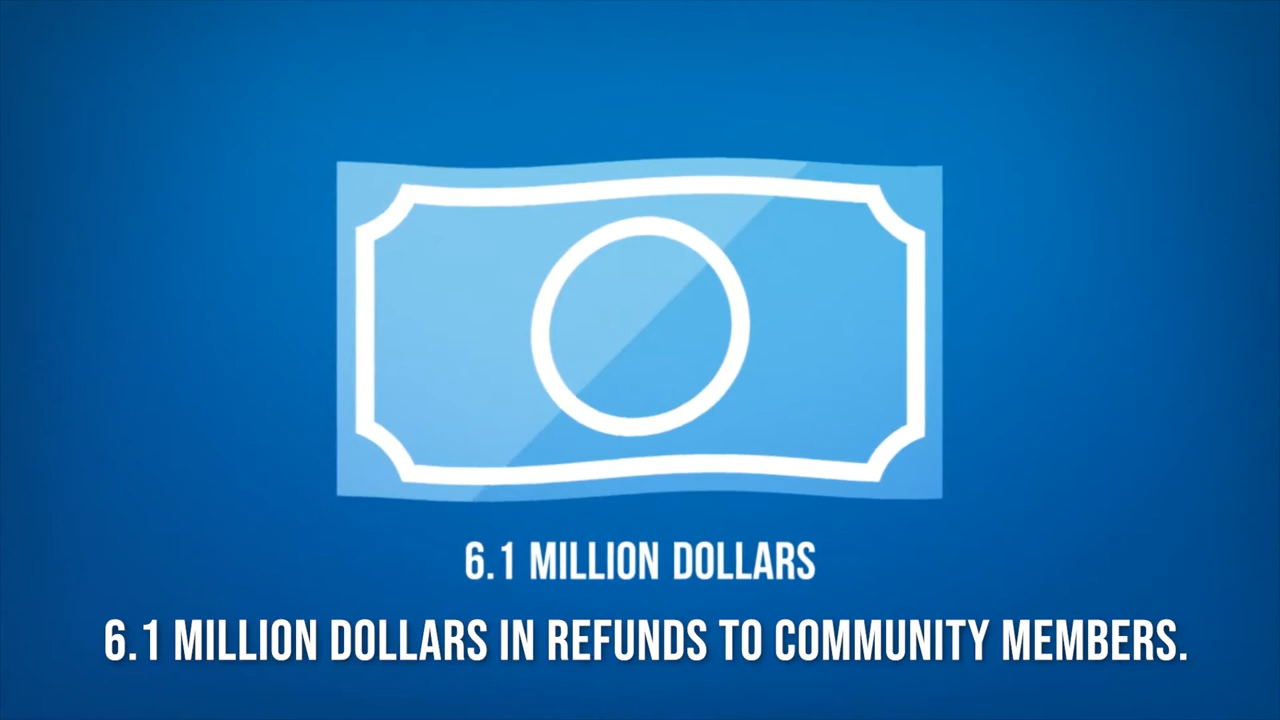 6.1 MILLION DOLLARS
6.1 MILLION DOLLARS IN REFUNDS TO COMMUNITY MEMBERS.